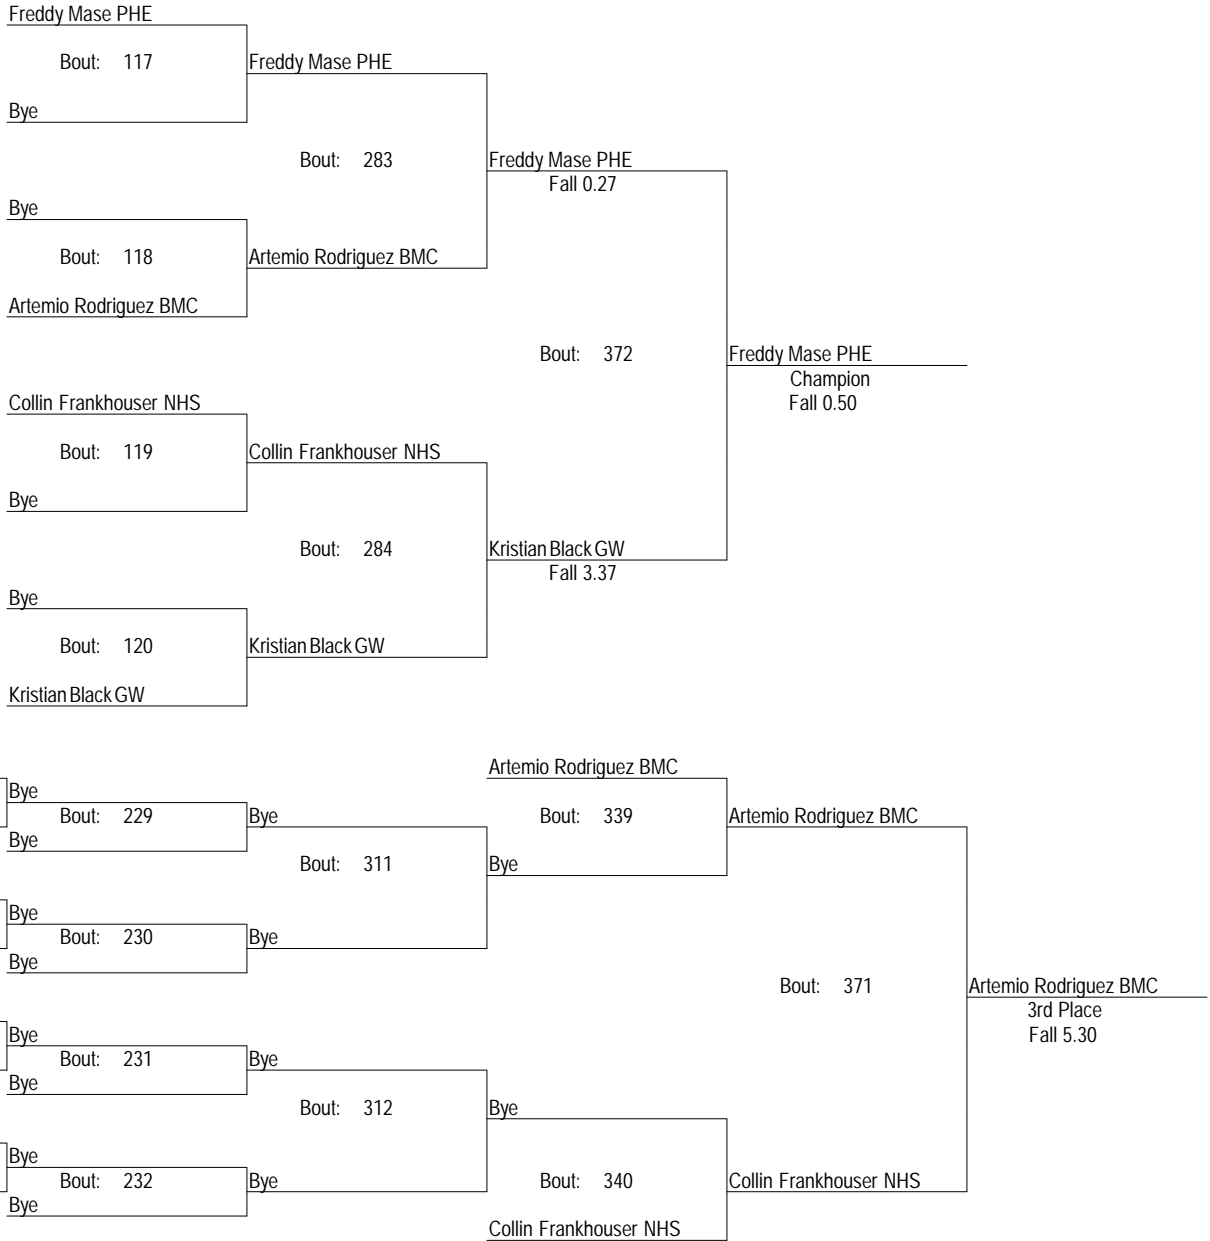 Freddy Mase PHE
Bout: 117 Freddy Mase PHE
Bye
Bout: 283 Freddy Mase PHE
Fall 0.27
Bye
Bout: 118 Artemio Rodriguez BMC
Artemio Rodriguez BMC
Bout: 372 Freddy Mase PHE
Champion
Collin Frankhouser NHS Fall 0.50
Bout: 119 Collin Frankhouser NHS
Bye
Bout: 284 Kristian Black GW
Fall 3.37
Bye
Bout: 120 Kristian Black GW
Kristian Black GW
Artemio Rodriguez BMC
Bye
Bout: 229 Bye Bout: 339 Artemio Rodriguez BMC
Bye
Bout: 311 Bye
Bye
Bout: 230 Bye
Bye
Bout: 371 Artemio Rodriguez BMC
3rd Place
Bye Fall 5.30
Bout: 231 Bye
Bye
Bout: 312 Bye
Bye
Bout: 232 Bye Bout: 340 Collin Frankhouser NHS
Bye
Collin Frankhouser NHS